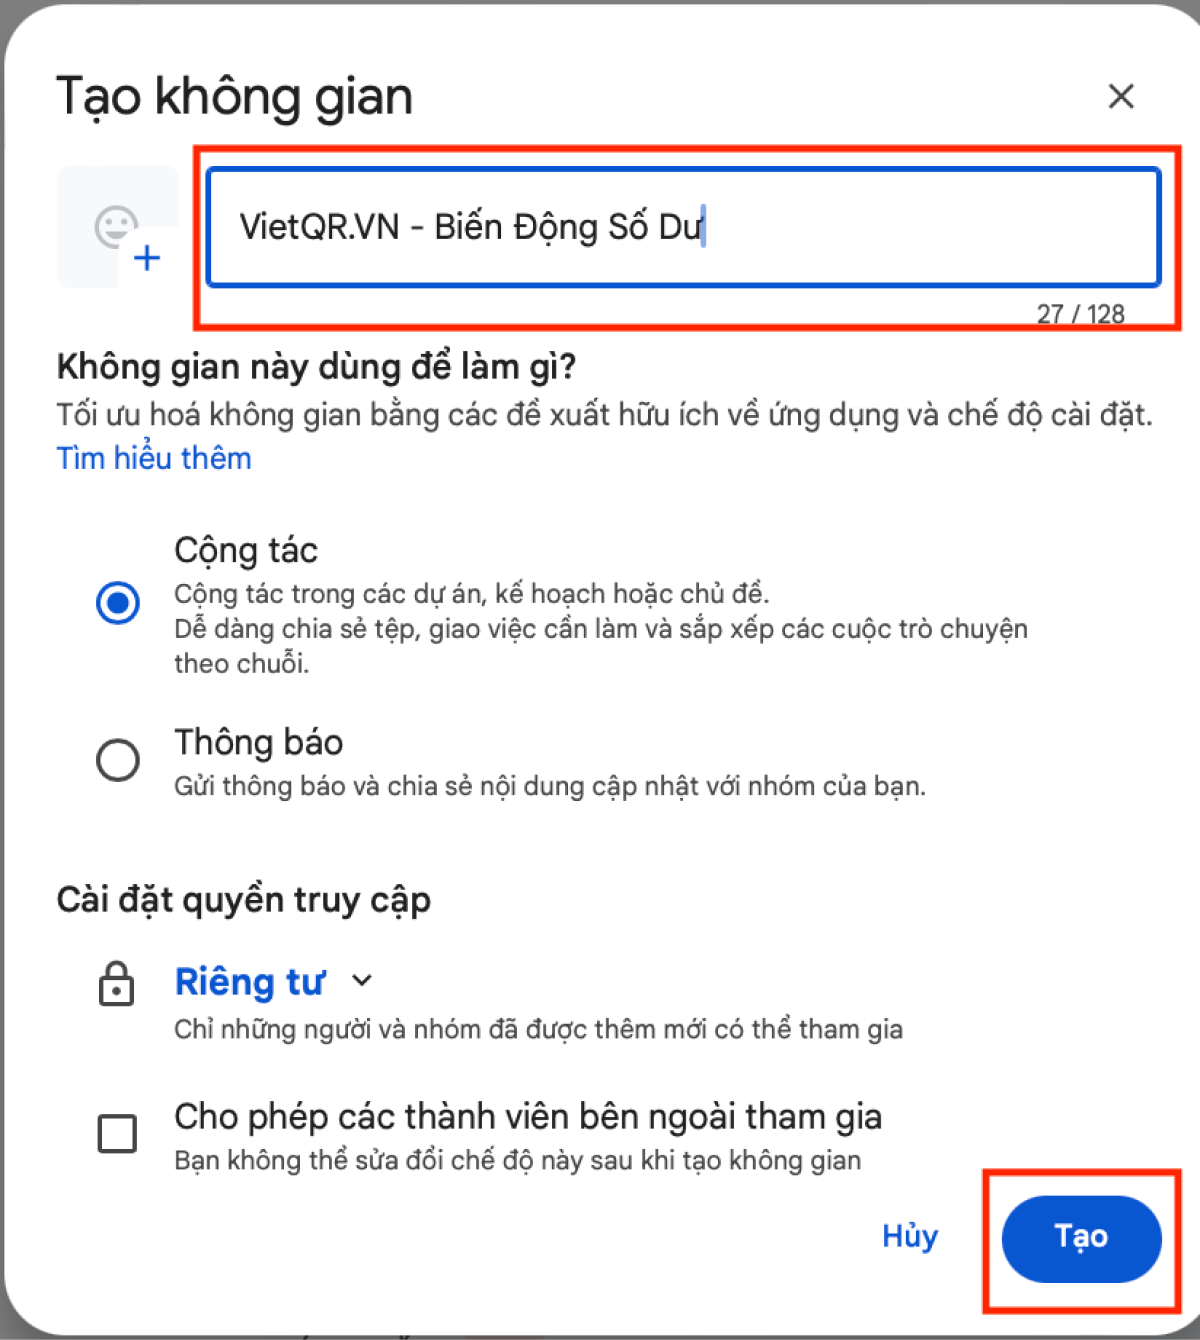 Tạo không gian
VietQR.VN - Biến Động Số Dư
27 / 128
Không gian này dùng để làm gì?
Tối ưu hoá không gian bằng các đề xuất hữu ích về ứng dụng và chế độ cài đặt.
Tìm hiểu thêm
Cộng tác
Cộng tác trong các dự án, kế hoạch hoặc chủ đề.
Dễ dàng chia sẻ tệp, giao việc cần làm và sắp xếp các cuộc trò chuyện
theo chuỗi.
Thông báo
Gửi thông báo và chia sẻ nội dung cập nhật với nhóm của bạn.
Cài đặt quyền truy cập
Riêng tư
Chỉ những người và nhóm đã được thêm mới có thể tham gia
Cho phép các thành viên bên ngoài tham gia
Bạn không thể sửa đổi chế độ này sau khi tạo không gian
Hủy
Tạo